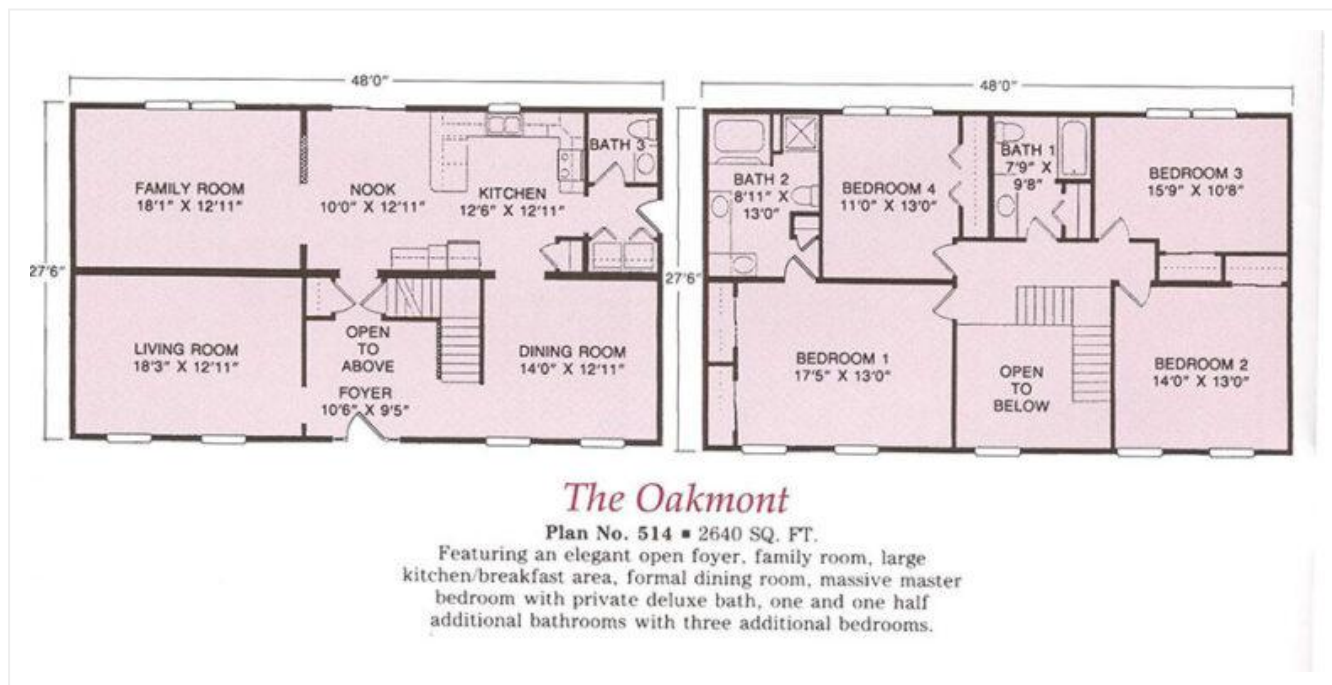 48'0"
48'0"
27'6"
27'6"
FAMILY ROOM
18'1" X 12'11"
NOOK
10'0" X 12'11"
KITCHEN
12'6" X 12'11"
BATH 3
LIVING ROOM
18'3" X 12'11"
OPEN
TO
ABOVE
FOYER
10'6" X 9'5"
DINING ROOM
14'0" X 12'11"
BATH 2
8'11" X
13'0"
BEDROOM 4
11'0" X 13'0"
BATH 1
7'9" X
9'8"
BEDROOM 3
15'9" X 10'8"
BEDROOM 1
17'5" X 13'0"
OPEN
TO
BELOW
BEDROOM 2
14'0" X 13'0"
The Oakmont
Plan No. 514 ▪ 2640 SQ. FT.
Featuring an elegant open foyer, family room, large
kitchen/breakfast area, formal dining room, massive master
bedroom with private deluxe bath, one and one half
additional bathrooms with three additional bedrooms.